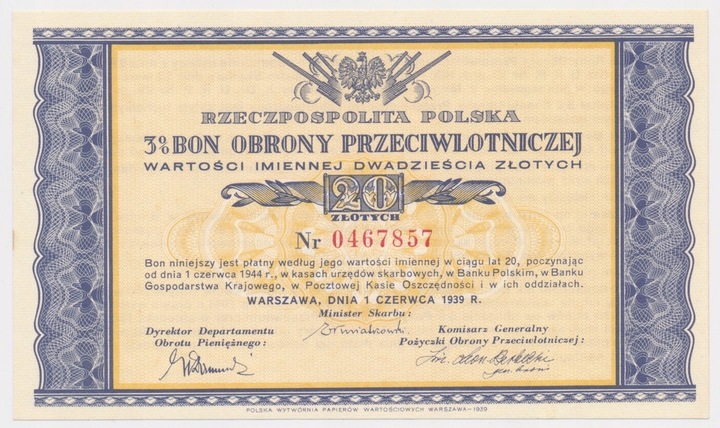 RZECZPOSPOLITA POLSKA
3% BON OBRONY PRZECIWLOTNICZEJ
WARTOŚCI IMIENNEJ DWADZIEŚCIA ZŁOTYCH
20
ZŁOTYCH
Nr 0467857
Bon niniejszy jest płatny według jego wartości imiennej w ciągu lat 20, poczynając
od dnia 1 czerwca 1944 r., w kasach urzędów skarbowych, w Banku Polskim, w Banku
Gospodarstwa Krajowego, w Pocztowej Kasie Oszczędności i w ich oddziałach.
WARSZAWA, DNIA 1 CZERWCA 1939 R.
Minister Skarbu:
Dyrektor Departamentu
Obrotu Pieniężnego:
Komisarz Generalny
Pożyczki Obrony Przeciwlotniczej:
POLSKA WYTWÓRNIA PAPIERÓW WARTOŚCIOWYCH WARSZAWA—1939